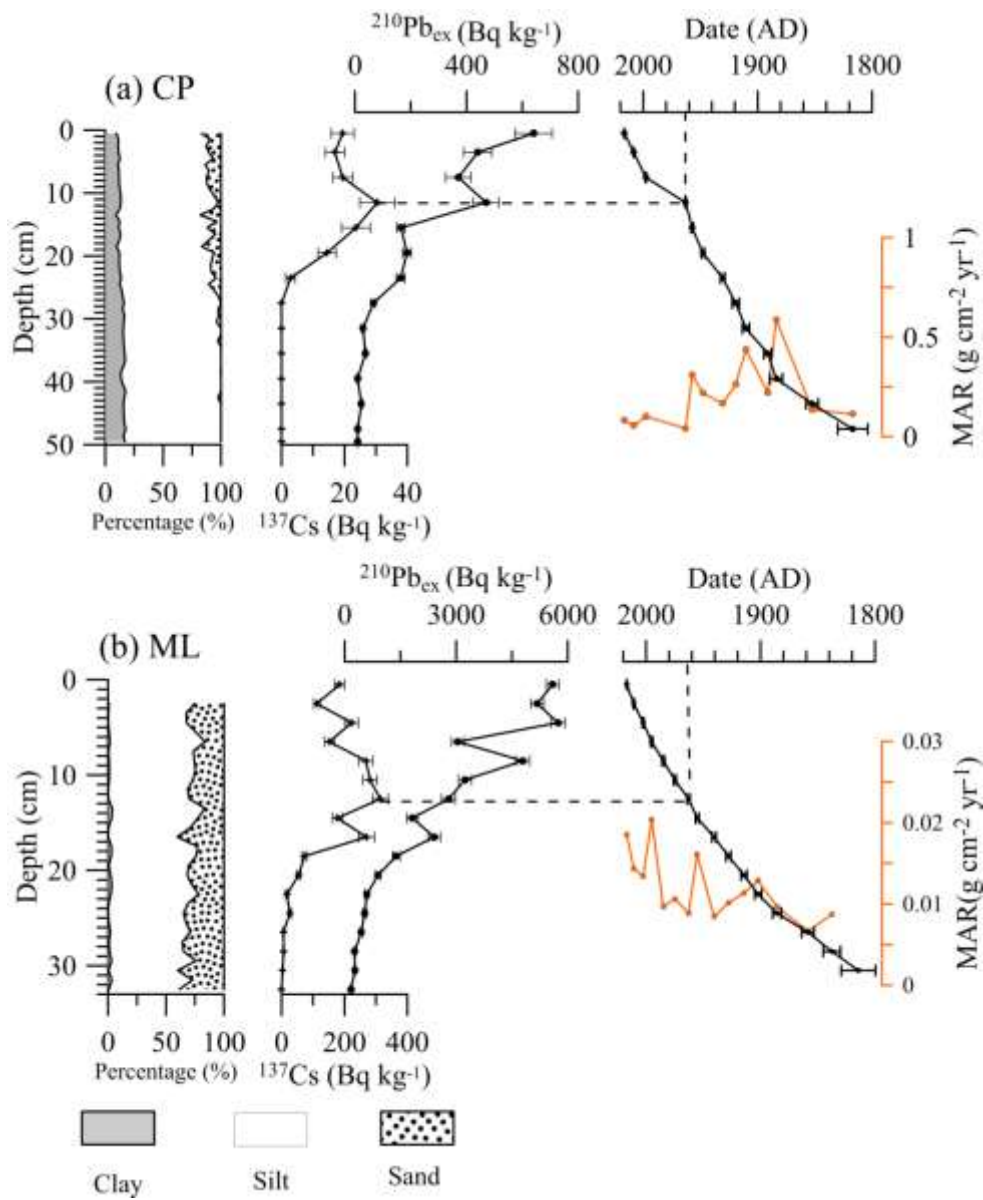 ²¹⁰Pbₑₓ (Bq kg⁻¹) Date (AD)
0 400 800 2000 1900 1800
(a) CP
0
10
20
30
40
50
Depth (cm)
1
0.5
0
MAR (g cm⁻² yr⁻¹)
0 50 100 0 20 40
Percentage (%) ¹³⁷Cs (Bq kg⁻¹)
²¹⁰Pbₑₓ (Bq kg⁻¹) Date (AD)
0 3000 6000 2000 1900 1800
(b) ML
0
10
20
30
Depth (cm)
0.03
0.02
0.01
0
MAR(g cm⁻² yr⁻¹)
0 50 100 0 200 400
Percentage (%) ¹³⁷Cs (Bq kg⁻¹)
Clay Silt Sand